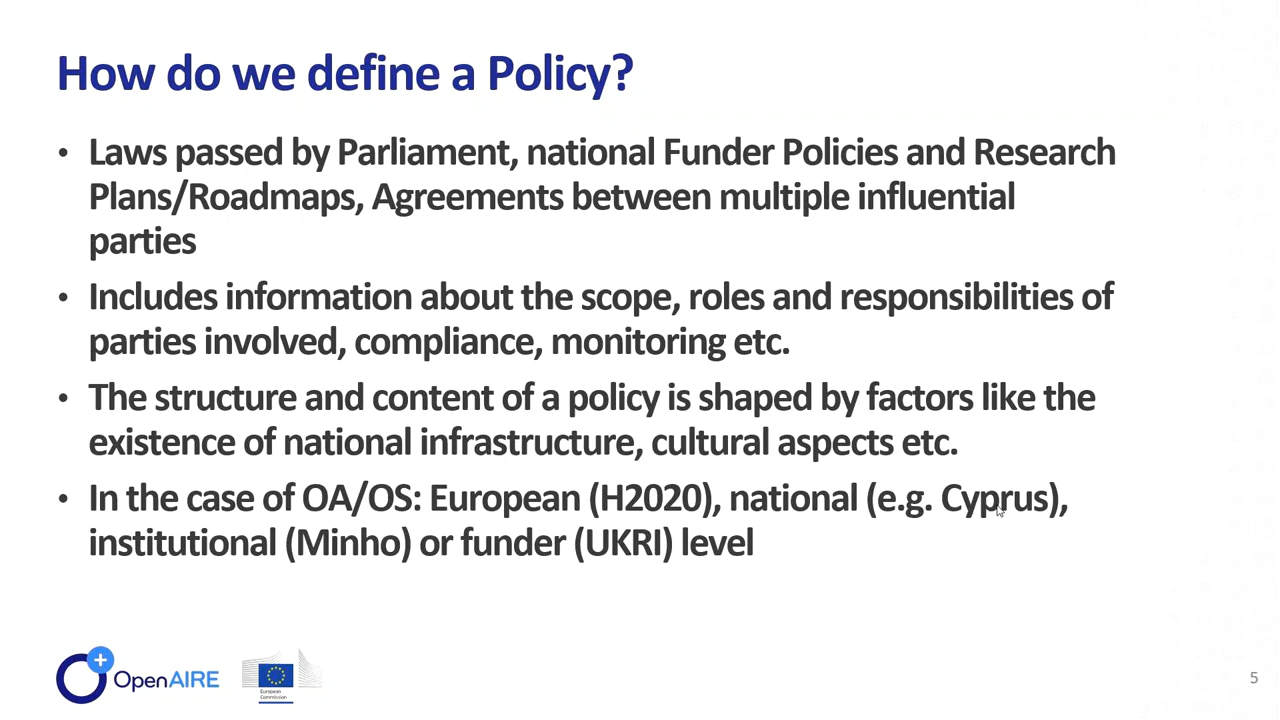 How do we define a Policy?
• Laws passed by Parliament, national Funder Policies and Research
Plans/Roadmaps, Agreements between multiple influential
parties
• Includes information about the scope, roles and responsibilities of
parties involved, compliance, monitoring etc.
• The structure and content of a policy is shaped by factors like the
existence of national infrastructure, cultural aspects etc.
• In the case of OA/OS: European (H2020), national (e.g. Cyprus),
institutional (Minho) or funder (UKRI) level
OpenAIRE
European
Commission
5